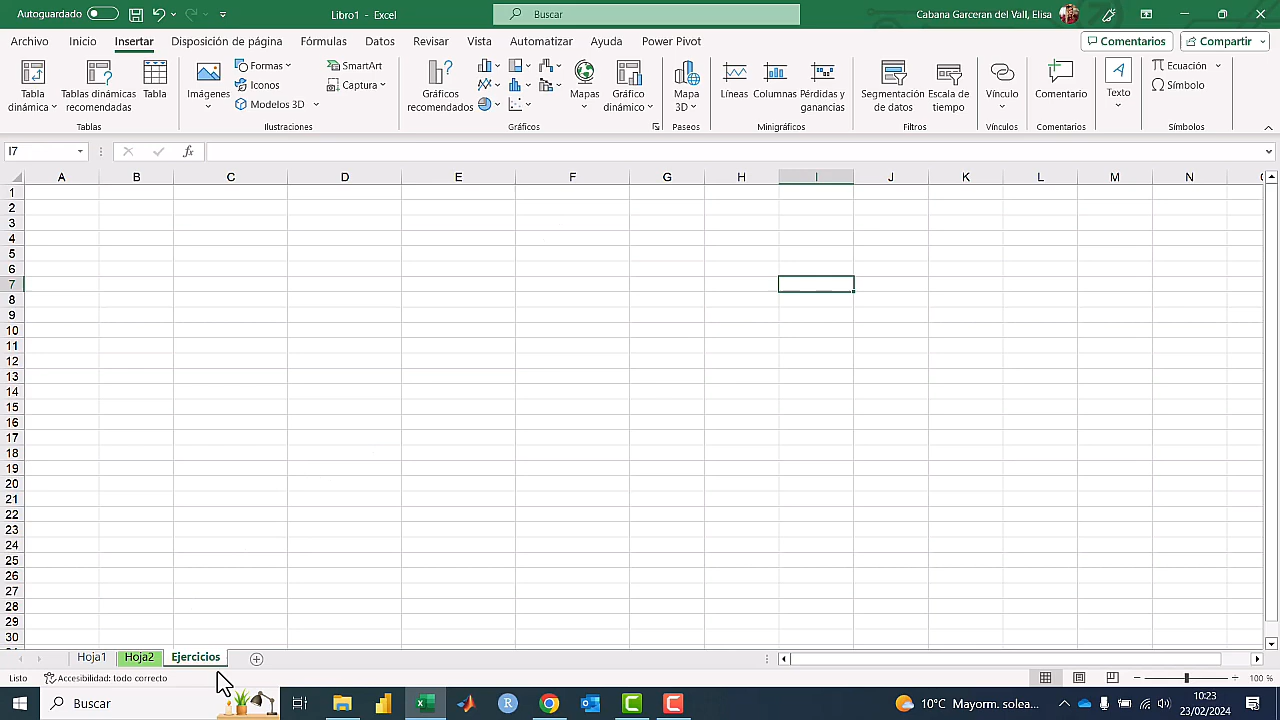 Autoguardado
Libro1 - Excel
Buscar
Cabana Garceran del Vall, Elisa
Archivo Inicio Insertar Disposición de página Fórmulas Datos Revisar Vista Automatizar Ayuda Power Pivot Comentarios Compartir
Tabla dinámica
Tablas dinámicas recomendadas
Tabla
Tablas
Imágenes
Formas
Iconos
Modelos 3D
SmartArt
Captura
Ilustraciones
Gráficos recomendados
Mapas
Gráfico dinámico
Gráficos
Mapa 3D
Paseos
Líneas
Columnas
Pérdidas y ganancias
Minigráficos
Segmentación de datos
Escala de tiempo
Filtros
Vínculo
Vínculos
Comentario
Comentarios
Texto
Ecuación
Símbolo
Símbolos
I7 fx
A B C D E F G H I J K L M N
1
2
3
4
5
6
7
8
9
10
11
12
13
14
15
16
17
18
19
20
21
22
23
24
25
26
27
28
29
30
Hoja1 Hoja2 Ejercicios
Listo Accesibilidad: todo correcto 100 %
Buscar 10°C Mayorm. solea... 10:23
23/02/2024